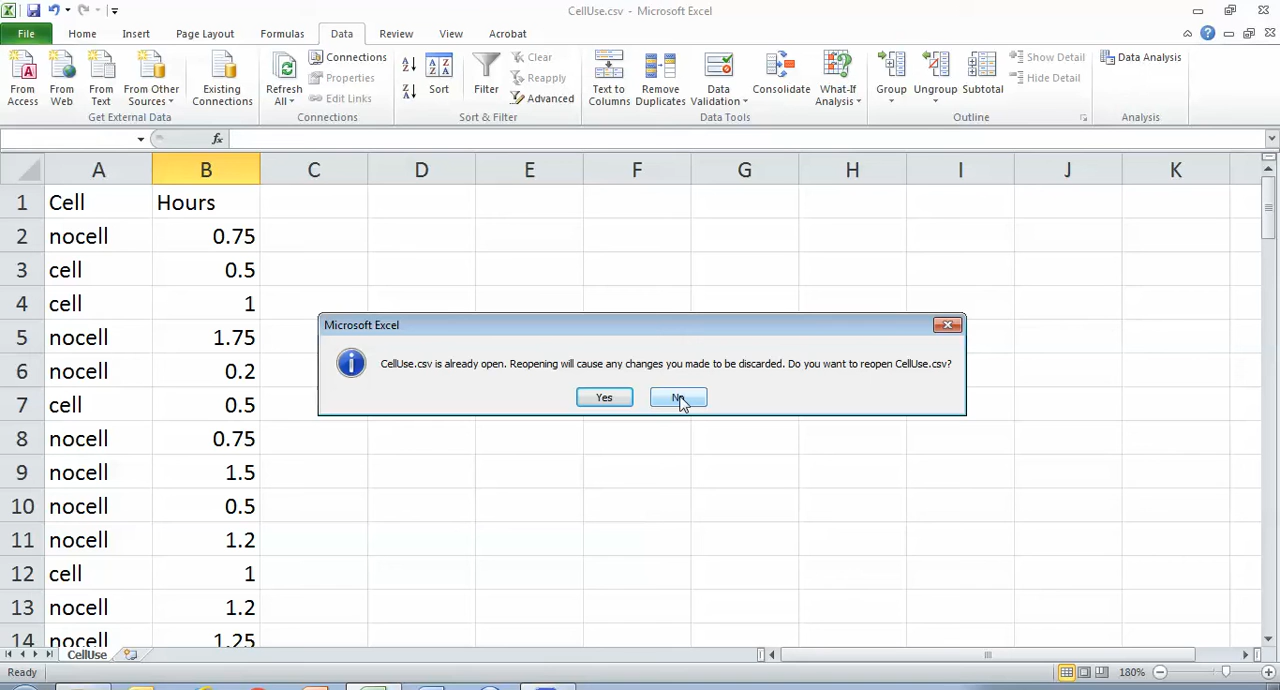 CellUse.csv - Microsoft Excel
File Home Insert Page Layout Formulas Data Review View Acrobat
From Access
From Web
From Text
From Other Sources
Existing Connections
Get External Data
Refresh All
Connections
Properties
Edit Links
Connections
Sort
Filter
Clear
Reapply
Advanced
Sort & Filter
Text to Columns
Remove Duplicates
Data Validation
Consolidate
What-If Analysis
Data Tools
Group
Ungroup
Subtotal
Show Detail
Hide Detail
Outline
Data Analysis
Analysis
fx
A B C D E F G H I J K
1 Cell Hours
2 nocell 0.75
3 cell 0.5
4 cell 1
5 nocell 1.75
6 nocell 0.2
7 cell 0.5
8 nocell 0.75
9 nocell 1.5
10 nocell 0.5
11 nocell 1.2
12 cell 1
13 nocell 1.2
14 nocell 1.25
Microsoft Excel
CellUse.csv is already open. Reopening will cause any changes you made to be discarded. Do you want to reopen CellUse.csv?
Yes No
CellUse
Ready 180%